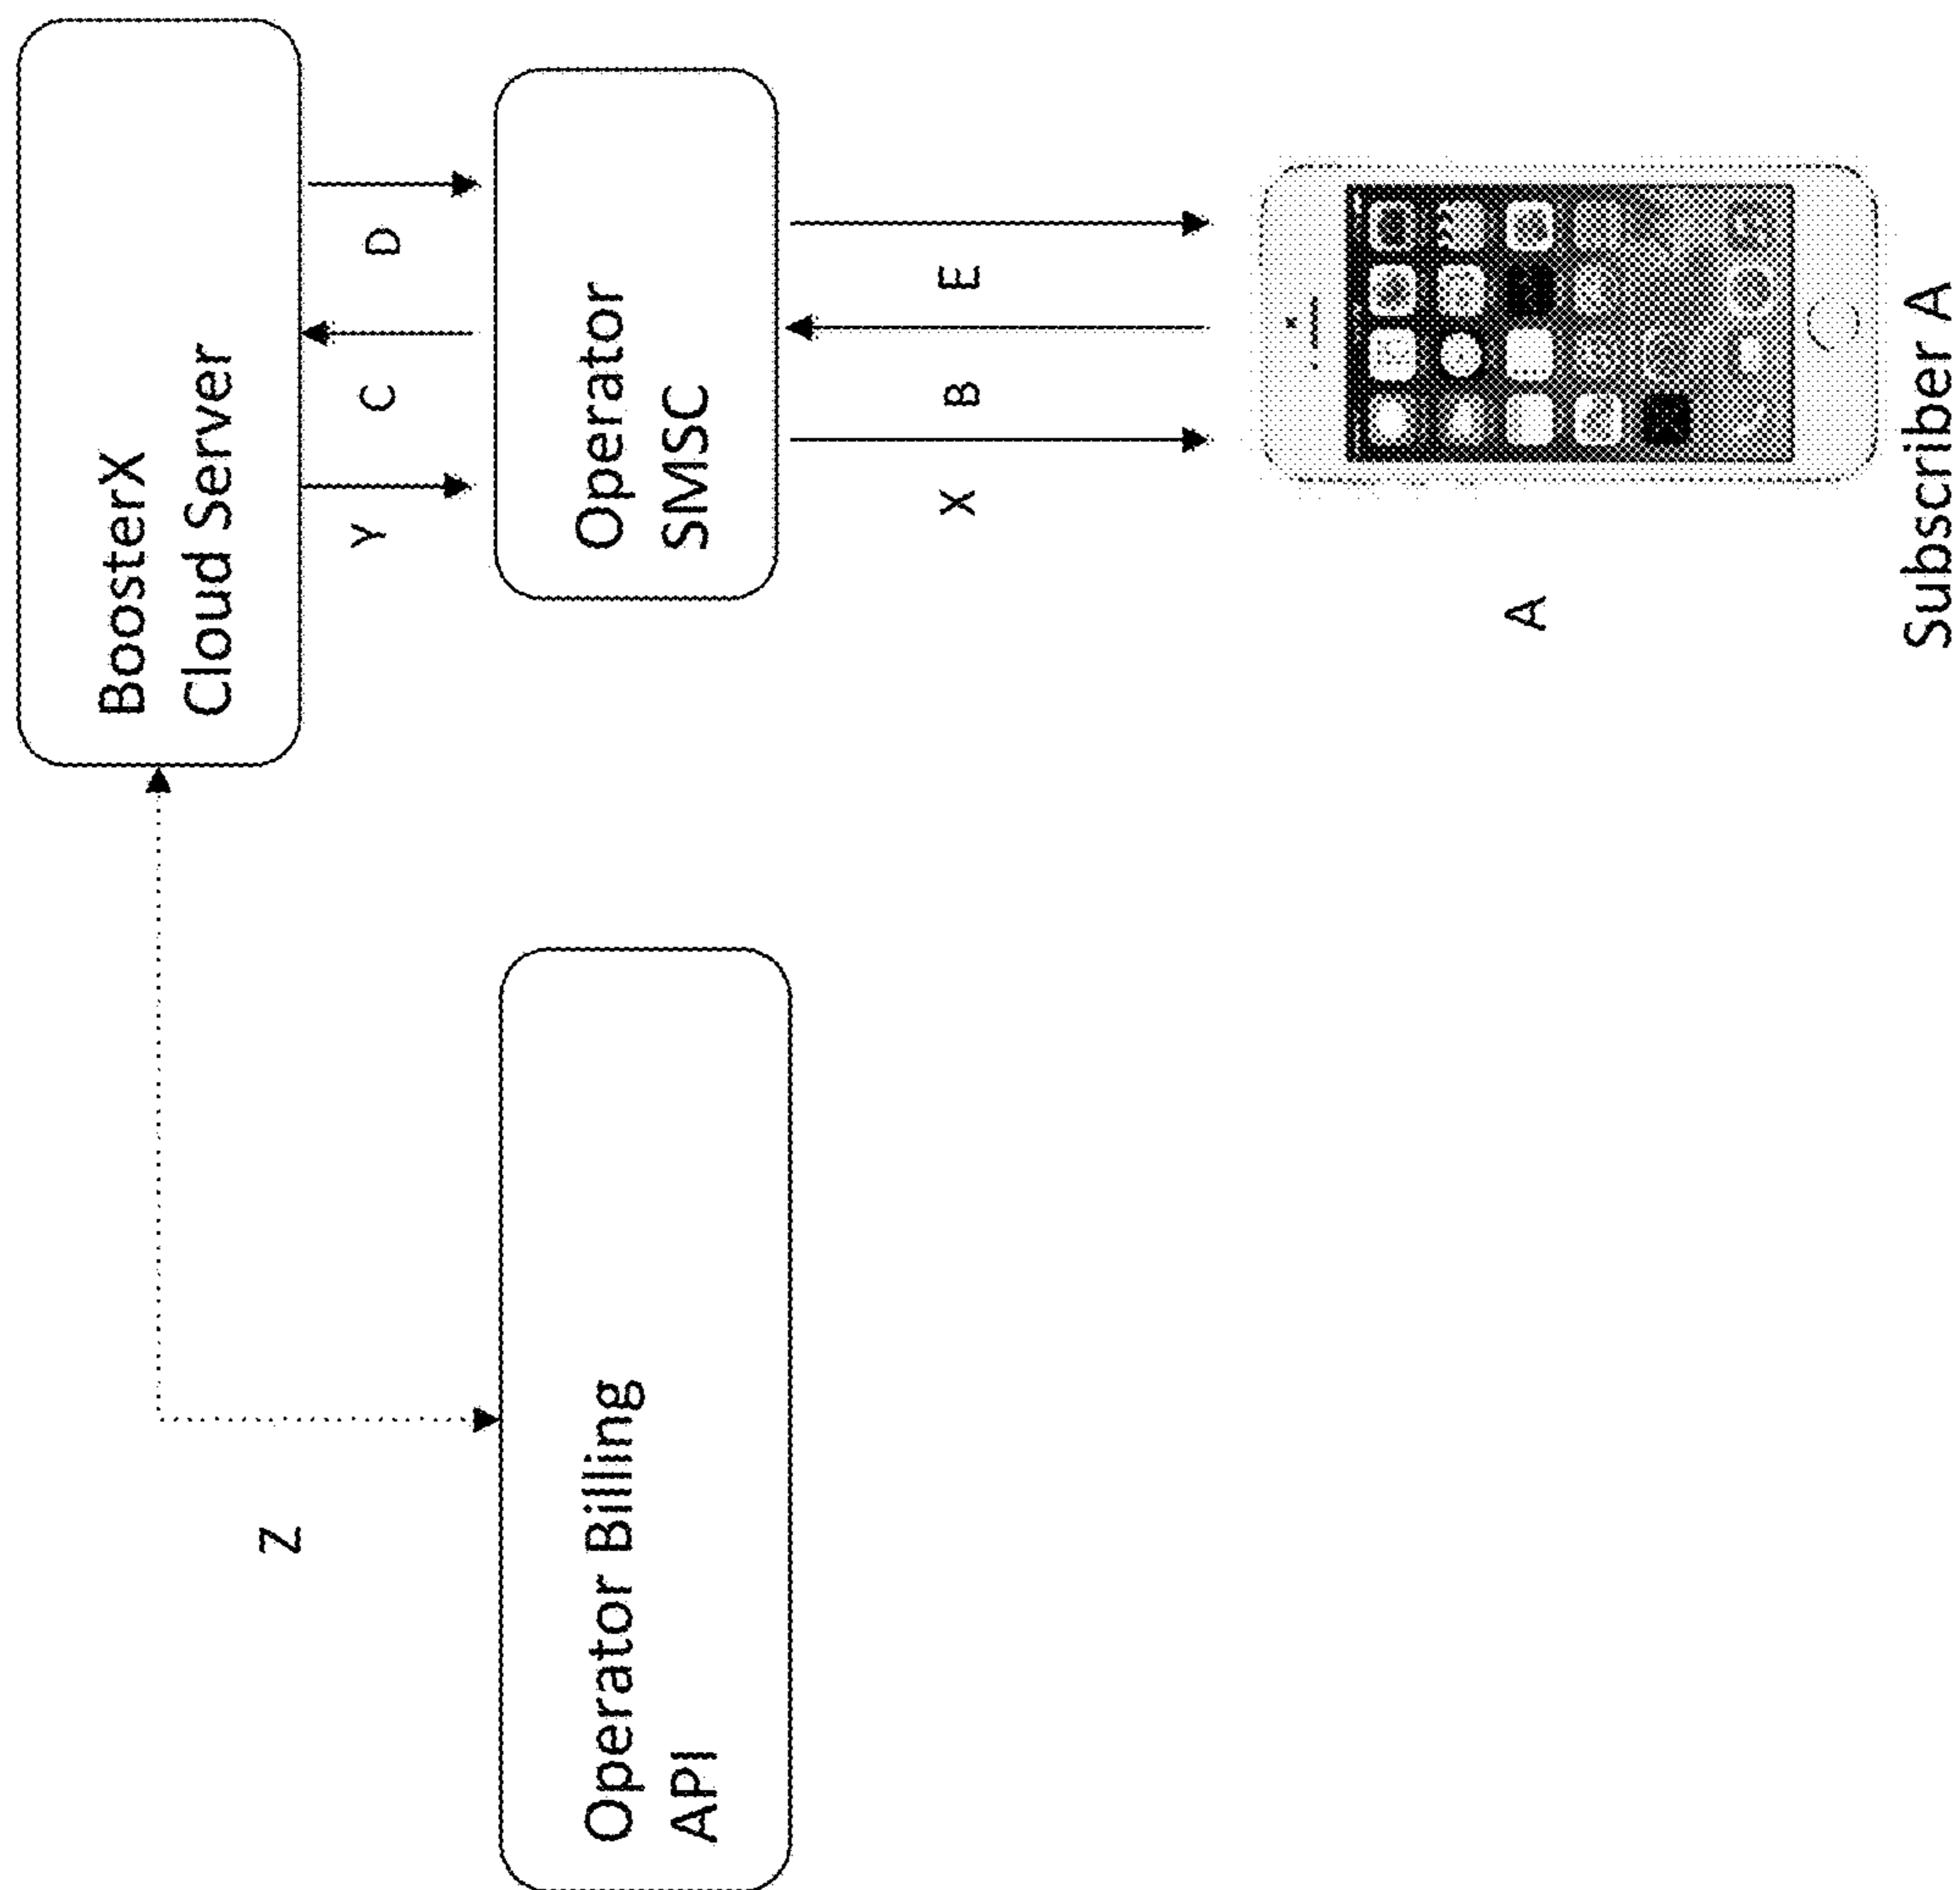 BoosterX
Cloud Server
Z
Y
C
D
Operator Billing
API
Operator
SMSC
X
B
E
A
Subscriber A